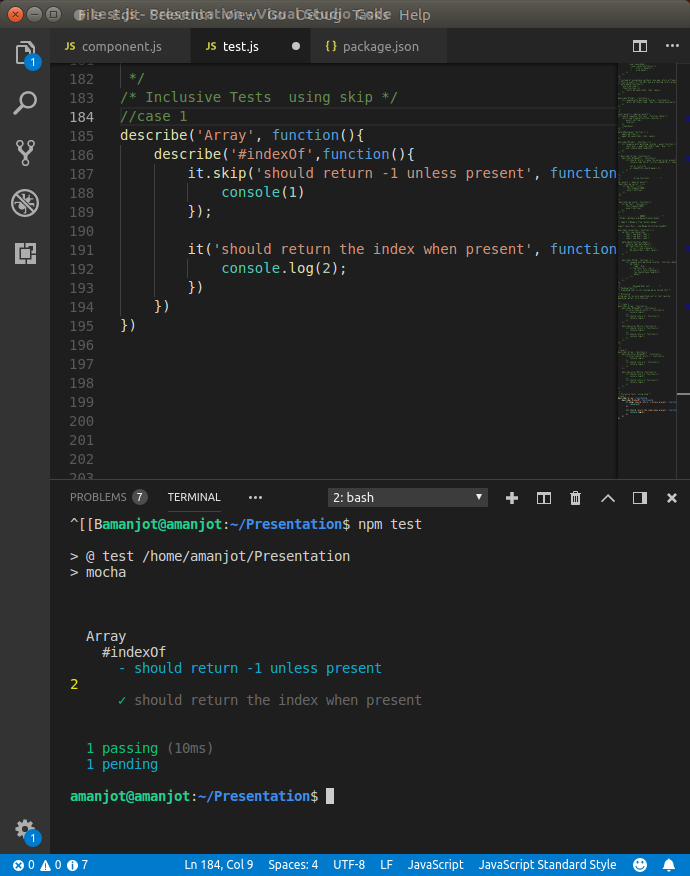 test.js - Presentation - Visual Studio Code
File Edit Selection View Go Debug Tasks Help
JS component.js JS test.js { } package.json
182 */
183 /* Inclusive Tests  using skip */
184 //case 1
185 describe('Array', function(){
186 describe('#indexOf',function(){
187 it.skip('should return -1 unless present', function
188 console(1)
189 });
190
191 it('should return the index when present', function
192 console.log(2);
193 })
194 })
195 })
196
197
198
199
200
201
202
203
PROBLEMS 7 TERMINAL ··· 2: bash
^[[Bamanjot@amanjot:~/Presentation$ npm test
> @ test /home/amanjot/Presentation
> mocha
Array
#indexOf
- should return -1 unless present
2
✓ should return the index when present
1 passing (10ms)
1 pending
amanjot@amanjot:~/Presentation$
1
1
0 0 7 Ln 184, Col 9 Spaces: 4 UTF-8 LF JavaScript JavaScript Standard Style